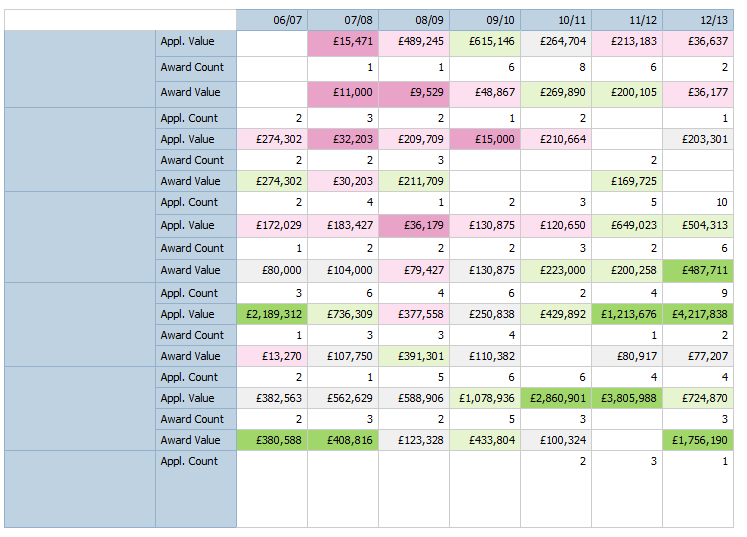 06/07 07/08 08/09 09/10 10/11 11/12 12/13
Appl. Value £15,471 £489,245 £615,146 £264,704 £213,183 £36,637
Award Count 1 1 6 8 6 2
Award Value £11,000 £9,529 £48,867 £269,890 £200,105 £36,177
Appl. Count 2 3 2 1 2 1
Appl. Value £274,302 £32,203 £209,709 £15,000 £210,664 £203,301
Award Count 2 2 3 2
Award Value £274,302 £30,203 £211,709 £169,725
Appl. Count 2 4 1 2 3 5 10
Appl. Value £172,029 £183,427 £36,179 £130,875 £120,650 £649,023 £504,313
Award Count 1 2 2 2 3 2 6
Award Value £80,000 £104,000 £79,427 £130,875 £223,000 £200,258 £487,711
Appl. Count 3 6 4 6 2 4 9
Appl. Value £2,189,312 £736,309 £377,558 £250,838 £429,892 £1,213,676 £4,217,838
Award Count 1 3 3 4 1 2
Award Value £13,270 £107,750 £391,301 £110,382 £80,917 £77,207
Appl. Count 2 1 5 6 6 4 4
Appl. Value £382,563 £562,629 £588,906 £1,078,936 £2,860,901 £3,805,988 £724,870
Award Count 2 3 2 5 3 3
Award Value £380,588 £408,816 £123,328 £433,804 £100,324 £1,756,190
Appl. Count 2 3 1